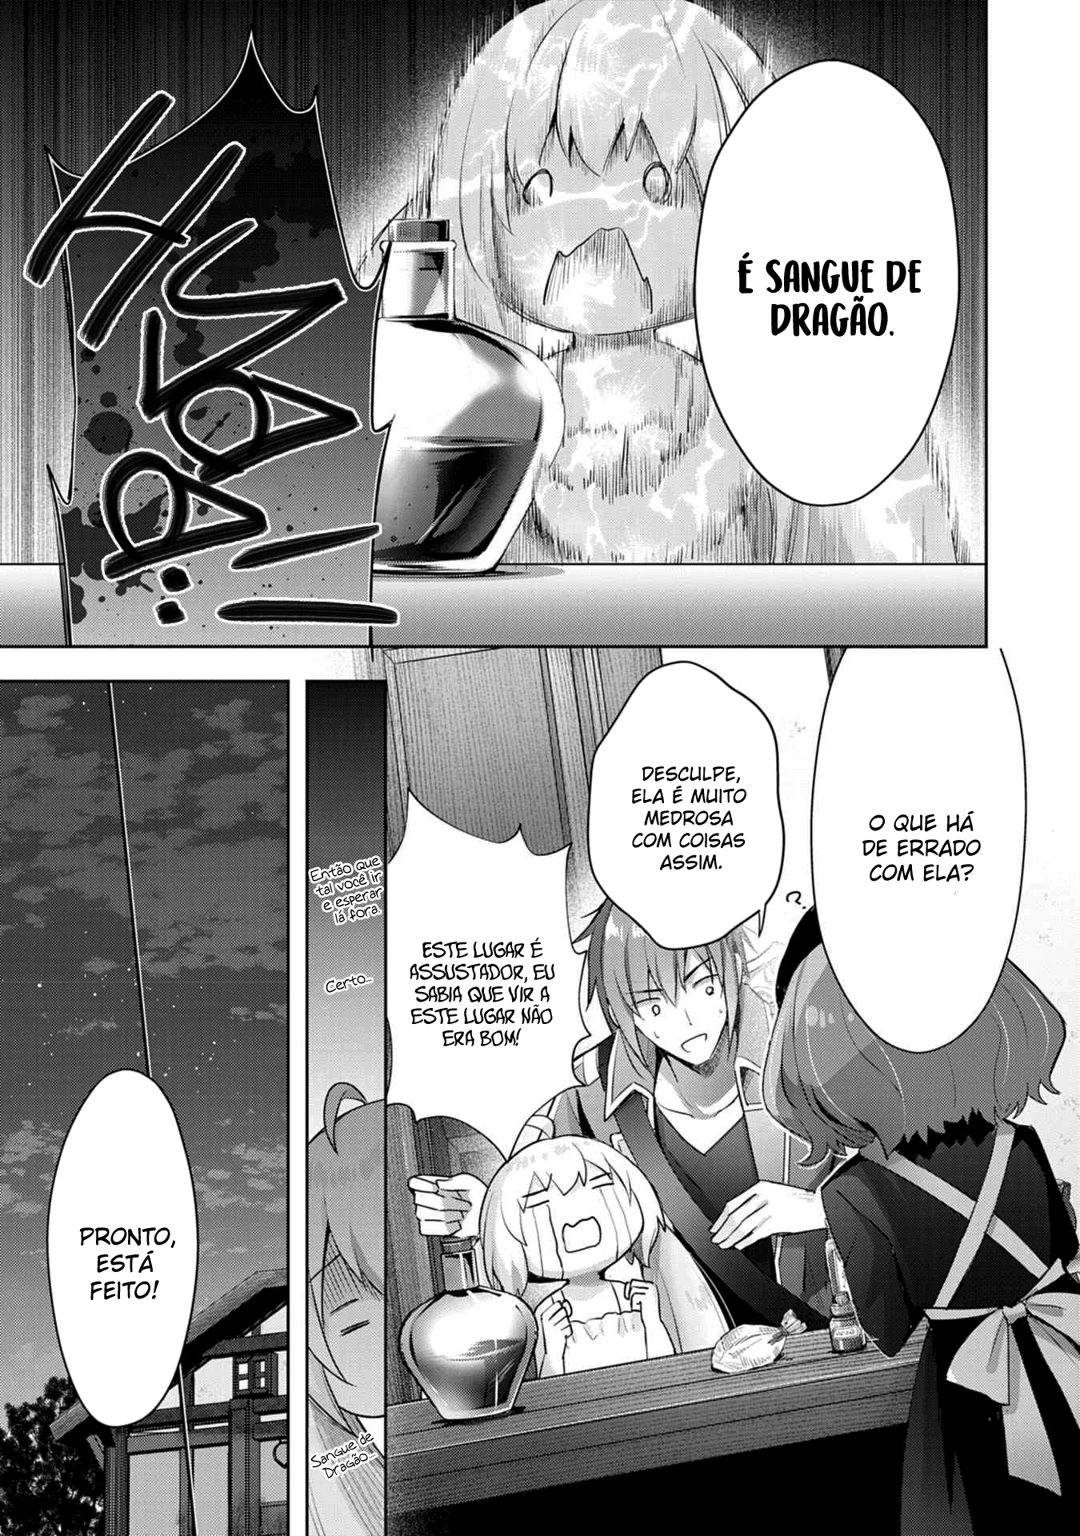 É SANGUE DE
DRAGÃO.
O QUE HÁ
DE ERRADO
COM ELA?
?
DESCULPE,
ELA É MUITO
MEDROSA
COM COISAS
ASSIM.
ESTE LUGAR É
ASSUSTADOR, EU
SABIA QUE VIR A
ESTE LUGAR NÃO
ERA BOM!
Então que
tal você ir
e esperar
lá fora.
Certo...
Sangue de
Dragão...
PRONTO,
ESTÁ
FEITO!